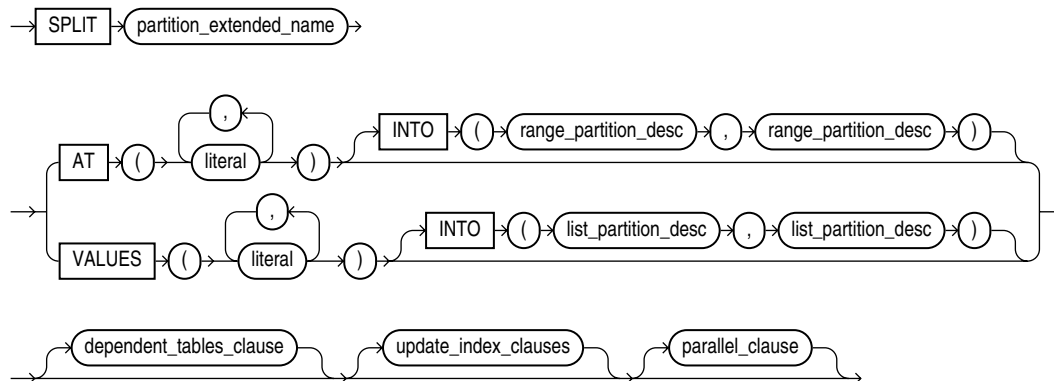 SPLIT partition_extended_name
,
INTO ( range_partition_desc , range_partition_desc )
AT ( literal )
,
INTO ( list_partition_desc , list_partition_desc )
VALUES ( literal )
dependent_tables_clause update_index_clauses parallel_clause